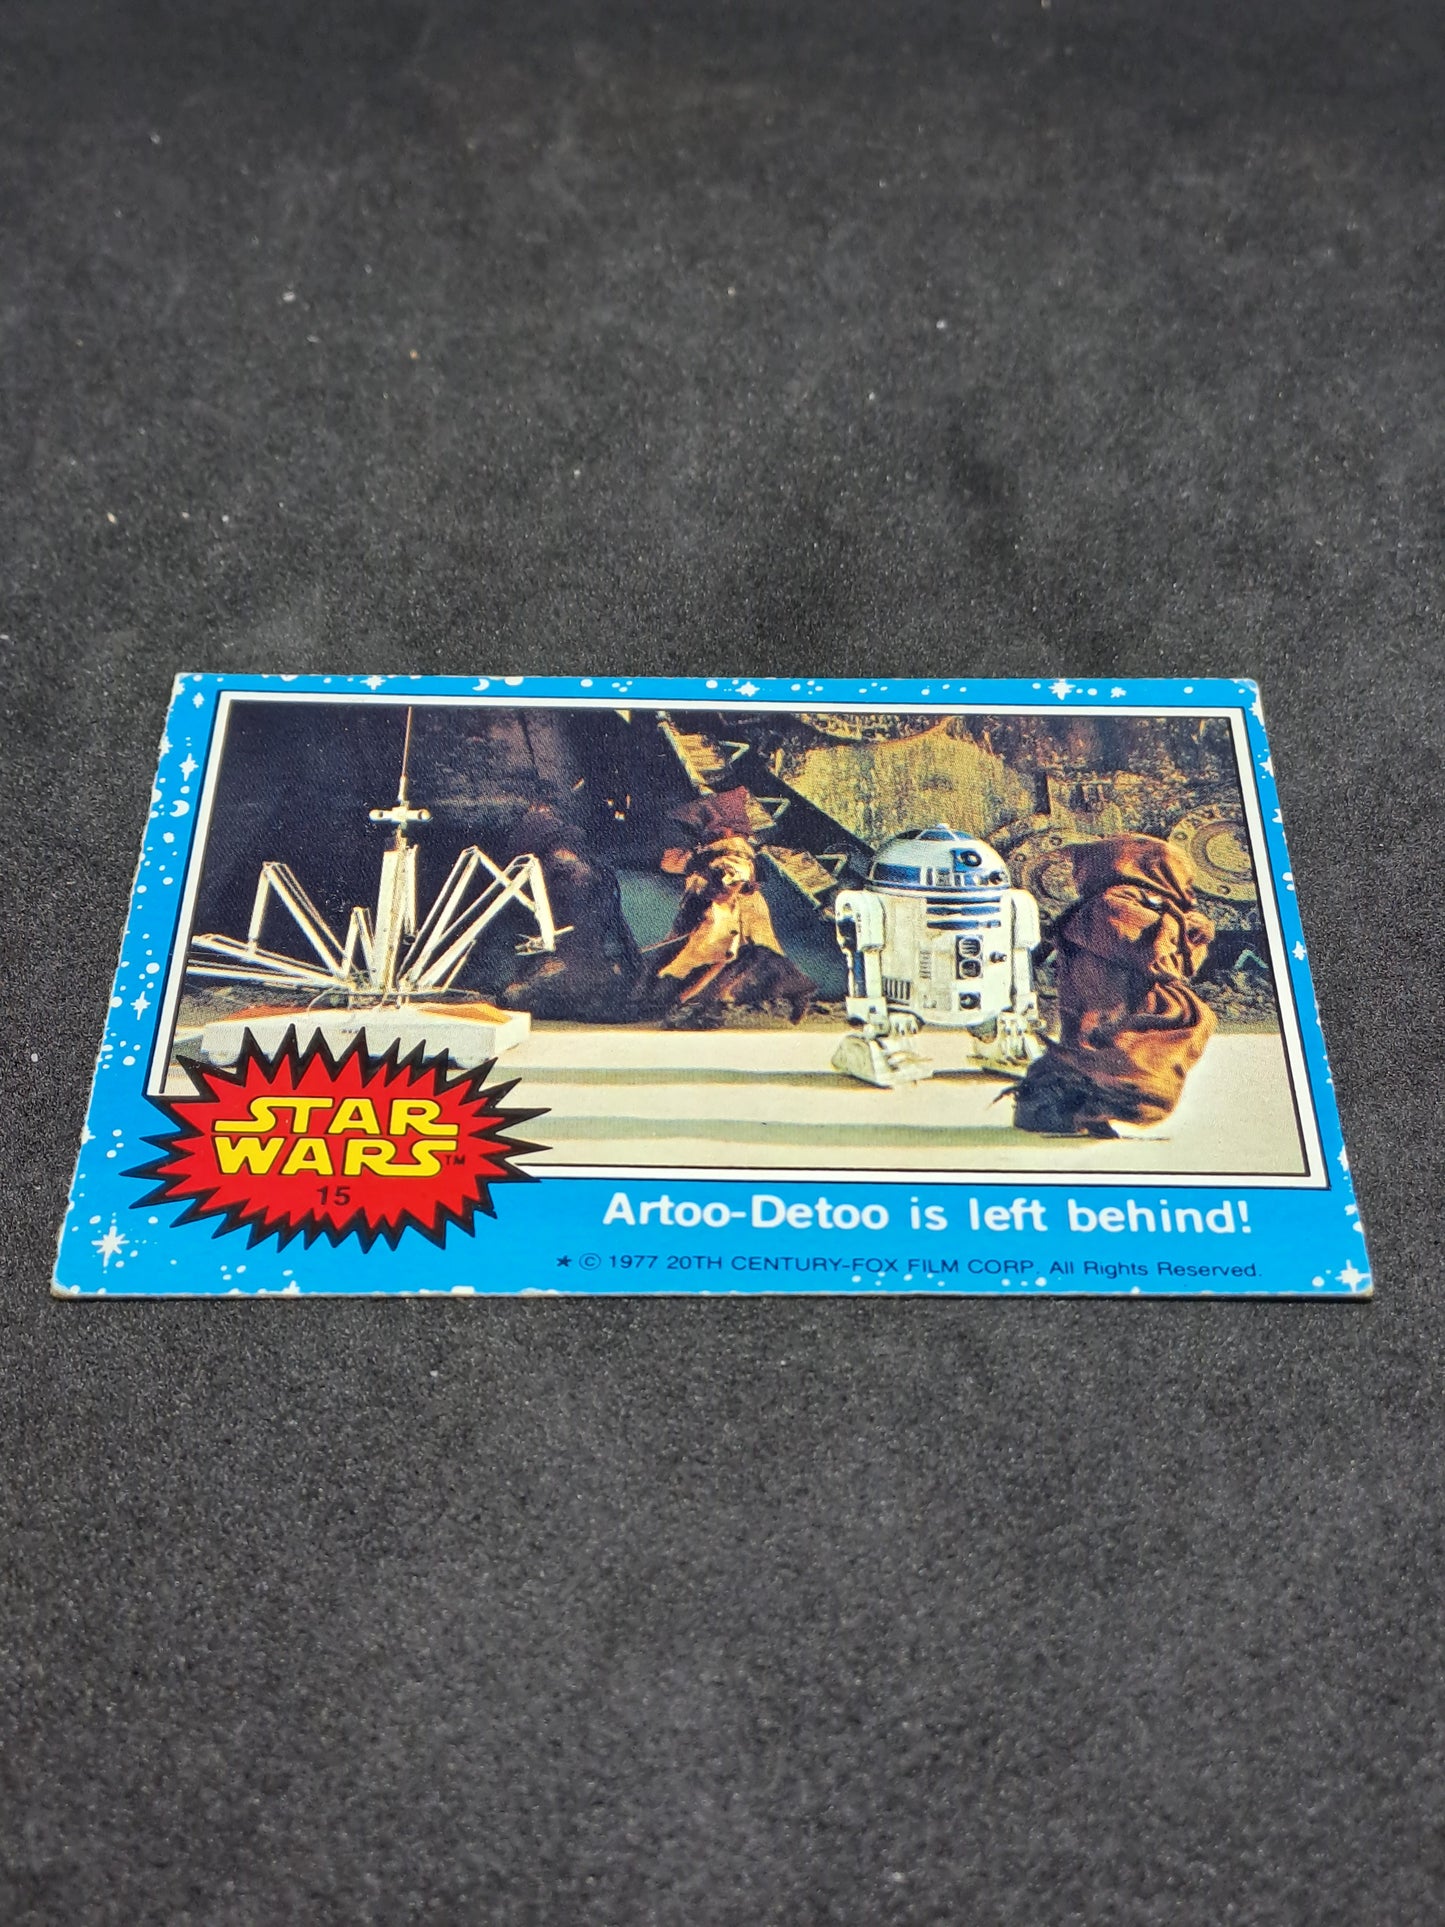 STAR
WARS™
15
Artoo-Detoo is left behind!
★ © 1977 20TH CENTURY-FOX FILM CORP. All Rights Reserved.